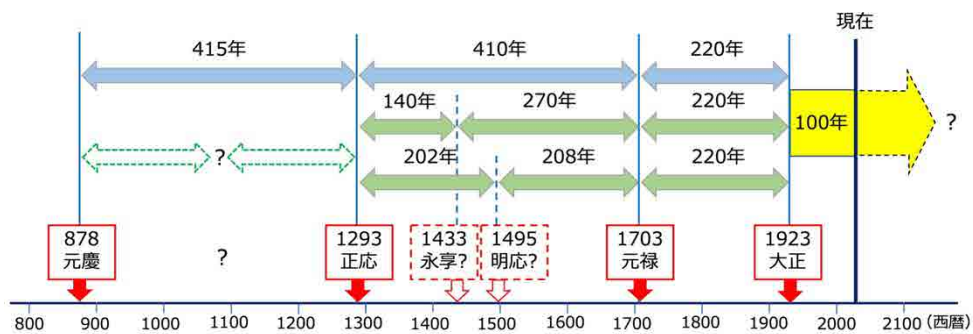 現在
415年
410年
220年
140年
270年
220年
100年
?
?
202年
208年
220年
878
元慶
?
1293
正応
1433
永享?
1495
明応?
1703
元禄
1923
大正
800 900 1000 1100 1200 1300 1400 1500 1600 1700 1800 1900 2000 2100 (西暦)